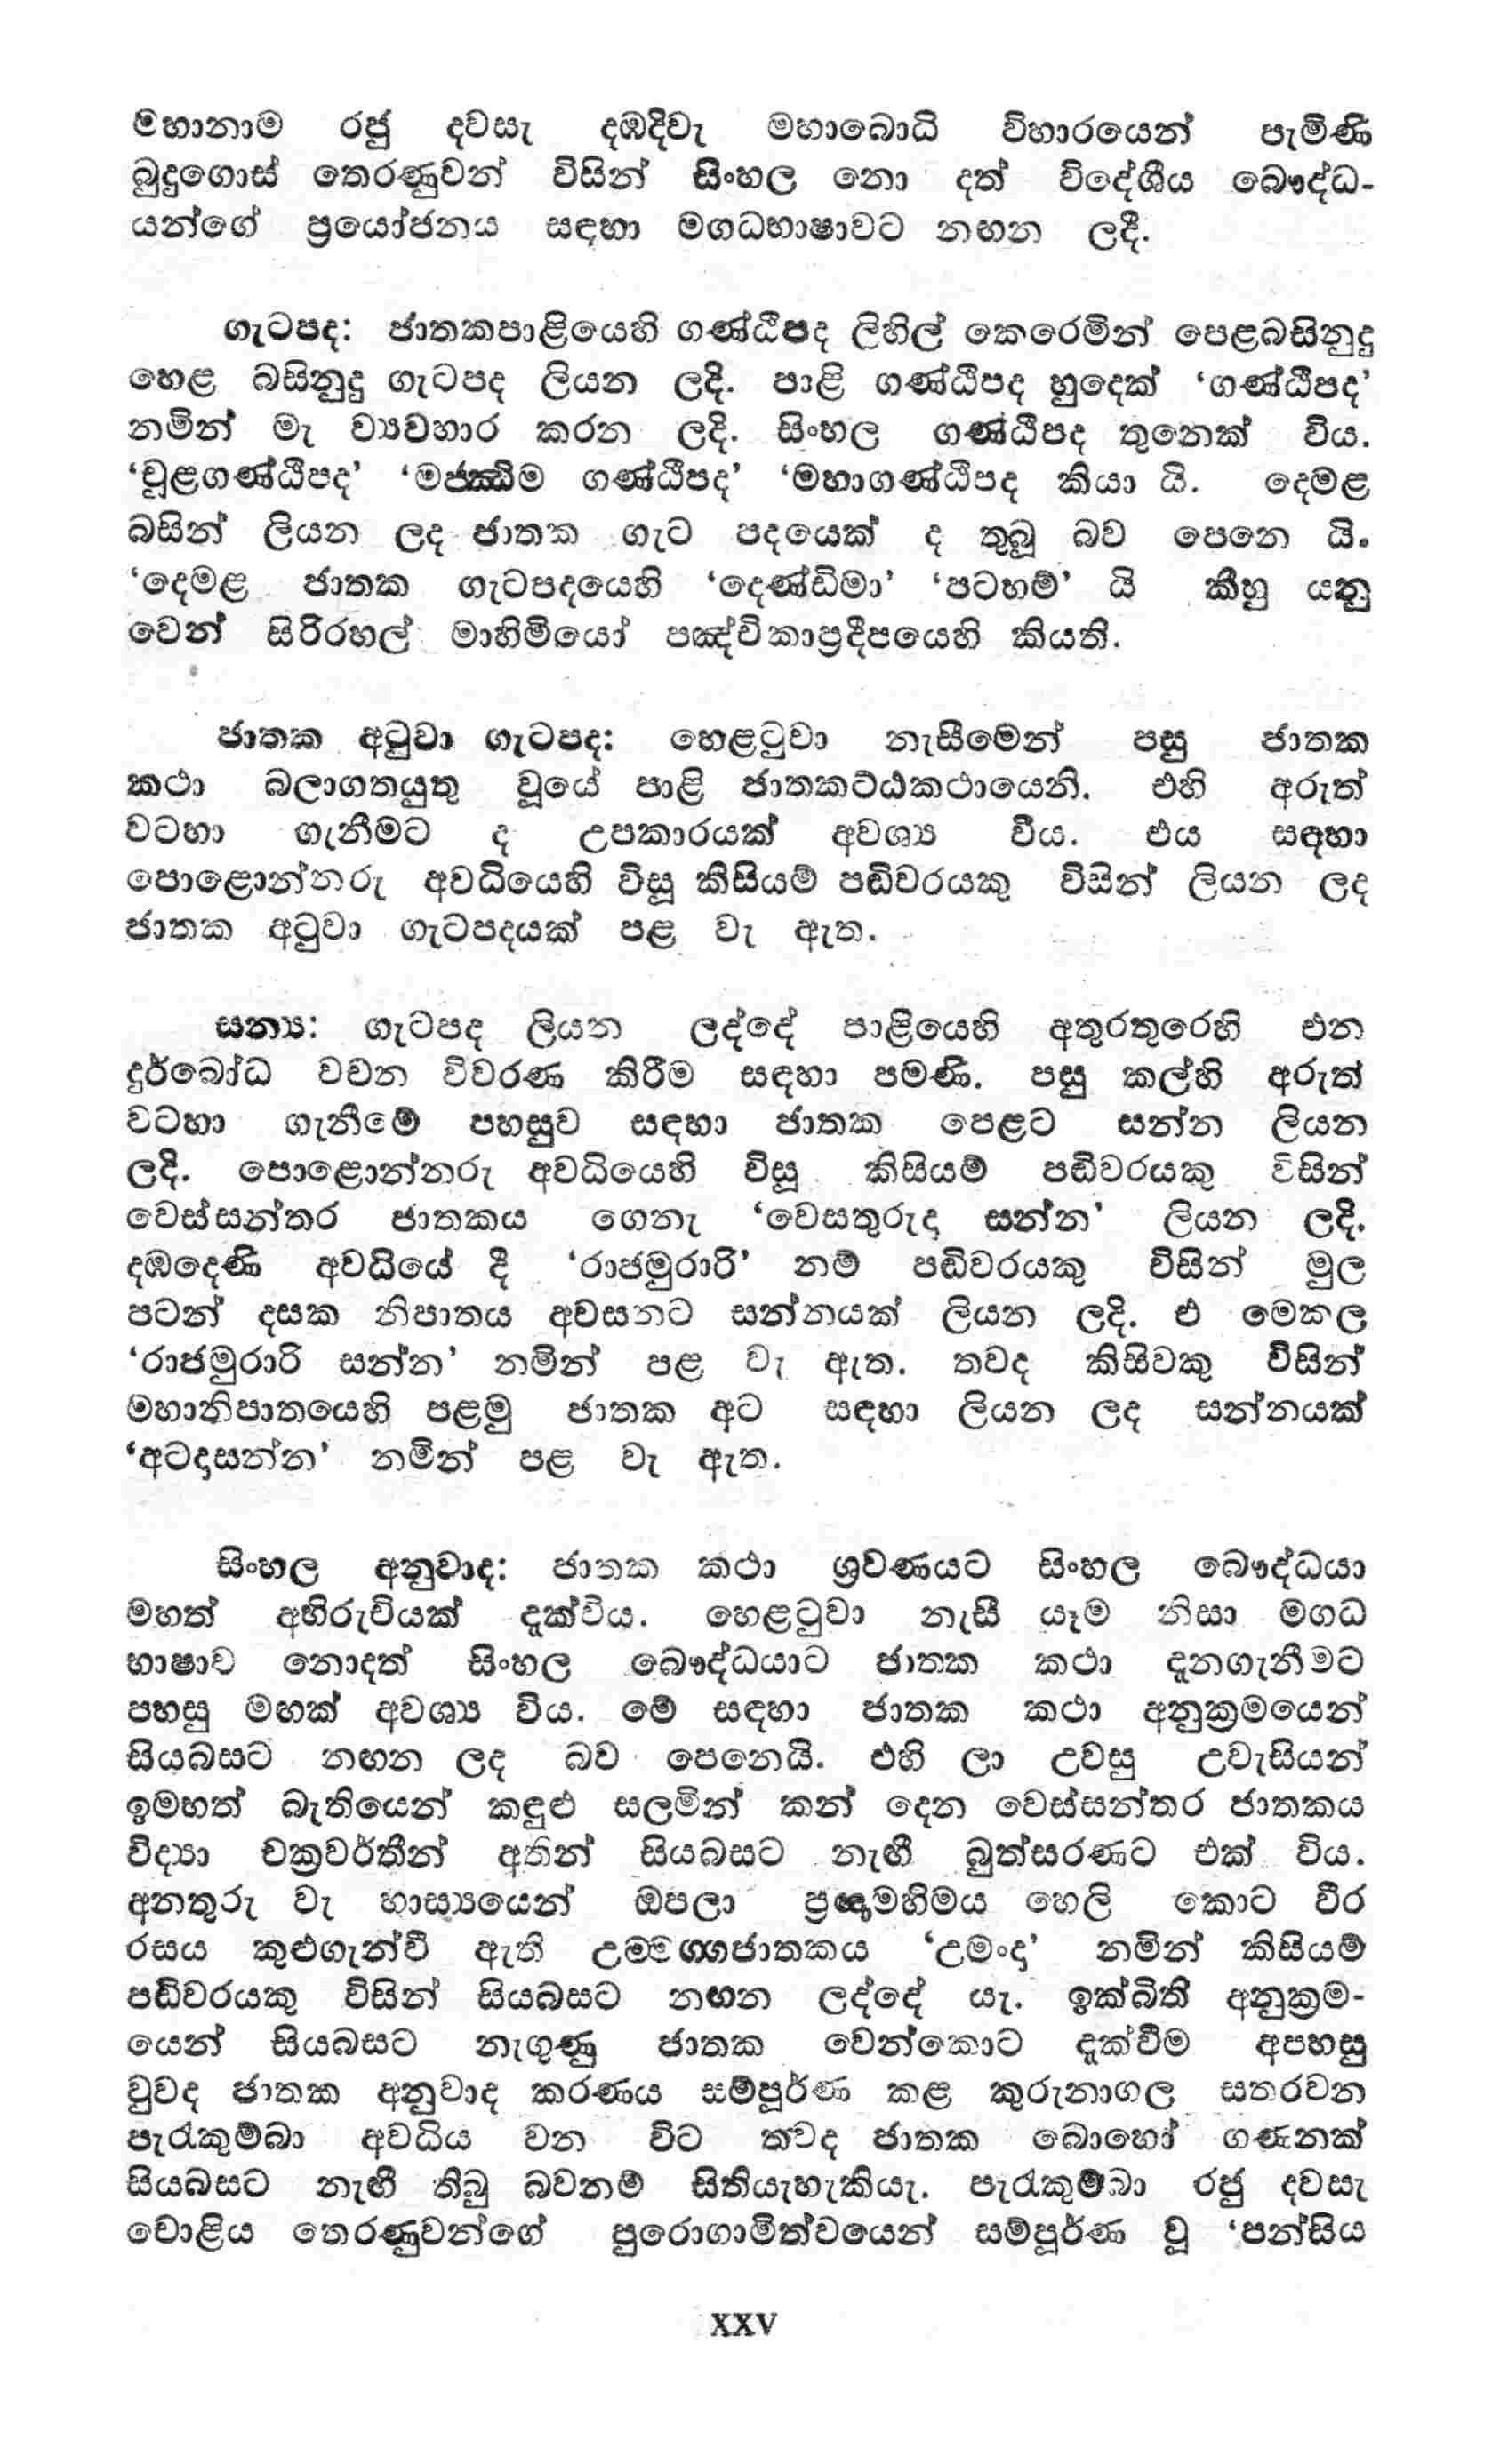 මහානාම රජු දවසැ දඹදිවැ මහාබොධි විහාරයෙන් පැමිණි
බුදුගොස් තෙරණුවන් විසින් සිංහල නො දත් විදේශීය බෞද්ධ-
යන්ගේ ප්‍රයෝජනය සඳහා මගධභාෂාවට නඟන ලදී.
ගැටපද: ජාතකපාළියෙහි ගණ්ඨිපද ලිහිල් කෙරෙමින් පෙළබසිනුදු
හෙළ බසිනුදු ගැටපද ලියන ලදි. පාළි ගණ්ඨිපද හුදෙක් ‘ගණ්ඨිපද’
නමින් මැ ව්‍යවහාර කරන ලදි. සිංහල ගණ්ඨිපද තුනෙක් විය.
‘චූළගණ්ඨිපද’ ‘මජ්ඣිම ගණ්ඨිපද’ ‘මහාගණ්ඨිපද කියා යි. දෙමළ
බසින් ලියන ලද ජාතක ගැට පදයෙක් ද තුබූ බව පෙනෙ යි.
‘දෙමළ ජාතක ගැටපදයෙහි ‘දෙණ්ඩිමා’ ‘පටහම්’ යි කීහු යනු
වෙන් සිරිරහල් මාහිමියෝ පඤ්චිකාප්‍රදීපයෙහි කියති.
ජාතක අටුවා ගැටපද: හෙළටුවා නැසීමෙන් පසු ජාතක
කථා බලාගතයුතු වූයේ පාළි ජාතකට්ඨකථායෙනි. එහි අරුත්
වටහා ගැනීමට ද උපකාරයක් අවශ්‍ය විය. එය සඳහා
පොළොන්නරු අවධියෙහි විසූ කිසියම් පඬිවරයකු විසින් ලියන ලද
ජාතක අටුවා ගැටපදයක් පළ වැ ඇත.
සන්‍ය: ගැටපද ලියන ලද්දේ පාළියෙහි අතුරතුරෙහි එන
දුර්බෝධ වචන විවරණ කිරීම සඳහා පමණි. පසු කල්හි අරුත්
වටහා ගැනීමේ පහසුව සඳහා ජාතක පෙළට සන්න ලියන
ලදි. පොළොන්නරු අවධියෙහි විසූ කිසියම් පඬිවරයකු විසින්
වෙස්සන්තර ජාතකය ගෙනැ ‘වෙසතුරුදා සන්න’ ලියන ලදි.
දඹදෙණි අවධියේ දී ‘රාජමුරාරි’ නම් පඬිවරයකු විසින් මුල
පටන් දසක නිපාතය අවසනට සන්නයක් ලියන ලදි. එ මෙකල
‘රාජමුරාරි සන්න’ නමින් පළ වැ ඇත. තවද කිසිවකු විසින්
මහානිපාතයෙහි පළමු ජාතක අට සඳහා ලියන ලද සන්නයක්
‘අටදාසන්න’ නමින් පළ වැ ඇත.
සිංහල අනුවාද: ජාතක කථා ශ්‍රවණයට සිංහල බෞද්ධයා
මහත් අභිරුචියක් දැක්විය. හෙළටුවා නැසී යෑම නිසා මගධ
භාෂාව නොදත් සිංහල බෞද්ධයාට ජාතක කථා දැනගැනීමට
පහසු මඟක් අවශ්‍ය විය. මේ සඳහා ජාතක කථා අනුක්‍රමයෙන්
සියබසට නඟන ලද බව පෙනෙයි. එහි ලා උවසු උවැසියන්
ඉමහත් බැතියෙන් කඳුළු සලමින් කන් දෙන වෙස්සන්තර ජාතකය
විද්‍යා චක්‍රවර්තීන් අතින් සියබසට නැඟී බුත්සරණට එක් විය.
අනතුරු වැ හාස්‍යයෙන් ඔපලා ප්‍රඥාමහිමය හෙලි කොට වීර
රසය කුළුගැන්වී ඇති උම්මග්ගජාතකය ‘උමංදා’ නමින් කිසියම්
පඬිවරයකු විසින් සියබසට නඟන ලද්දේ යැ. ඉක්බිති අනුක්‍රම-
යෙන් සියබසට නැගුණු ජාතක වෙන්කොට දැක්වීම අපහසු
වුවද ජාතක අනුවාද කරණය සම්පූර්ණ කළ කුරුනාගල සතරවන
පැරැකුම්බා අවධිය වන විට තවද ජාතක බොහෝ ගණනක්
සියබසට නැඟී තිබු බවනම් සිතියැහැකියැ. පැරැකුම්බා රජු දවසැ
චොළිය තෙරණුවන්ගේ පුරොගාමිත්වයෙන් සම්පූර්ණ වූ ‘පන්සිය
XXV